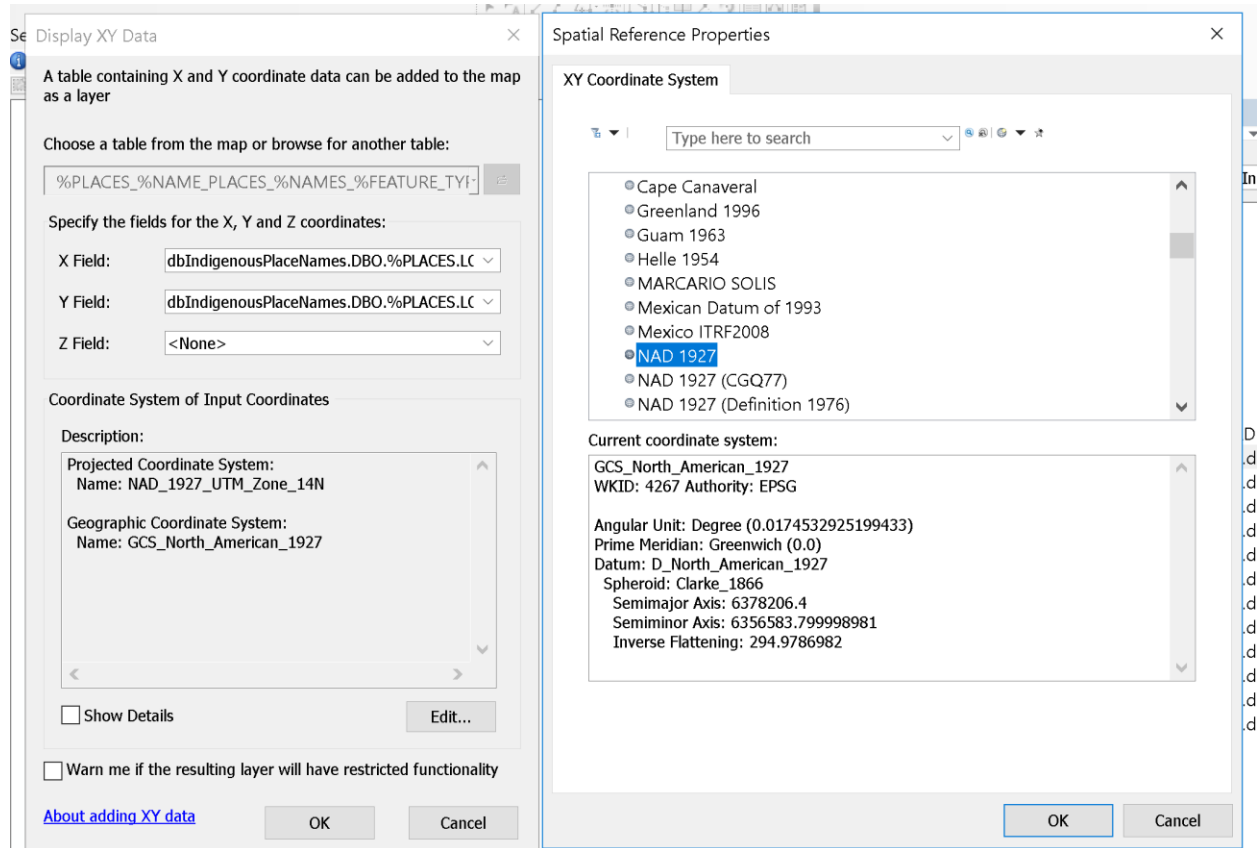 Se
Display XY Data
A table containing X and Y coordinate data can be added to the map
as a layer
Choose a table from the map or browse for another table:
%PLACES_%NAME_PLACES_%NAMES_%FEATURE_TYF
Specify the fields for the X, Y and Z coordinates:
X Field: dbIndigenousPlaceNames.DBO.%PLACES.L(
Y Field: dbIndigenousPlaceNames.DBO.%PLACES.L(
Z Field: <None>
Coordinate System of Input Coordinates
Description:
Projected Coordinate System:
Name: NAD_1927_UTM_Zone_14N
Geographic Coordinate System:
Name: GCS_North_American_1927
Show Details
Edit...
Warn me if the resulting layer will have restricted functionality
About adding XY data
OK
Cancel
Spatial Reference Properties
XY Coordinate System
Type here to search
Cape Canaveral
Greenland 1996
Guam 1963
Helle 1954
MARCARIO SOLIS
Mexican Datum of 1993
Mexico ITRF2008
NAD 1927
NAD 1927 (CGQ77)
NAD 1927 (Definition 1976)
Current coordinate system:
GCS_North_American_1927
WKID: 4267 Authority: EPSG
Angular Unit: Degree (0.0174532925199433)
Prime Meridian: Greenwich (0.0)
Datum: D_North_American_1927
Spheroid: Clarke_1866
Semimajor Axis: 6378206.4
Semiminor Axis: 6356583.799998981
Inverse Flattening: 294.9786982
OK
Cancel
In
D
.d
.d
.d
.d
.d
.d
.d
.d
.d
.d
.d
.d